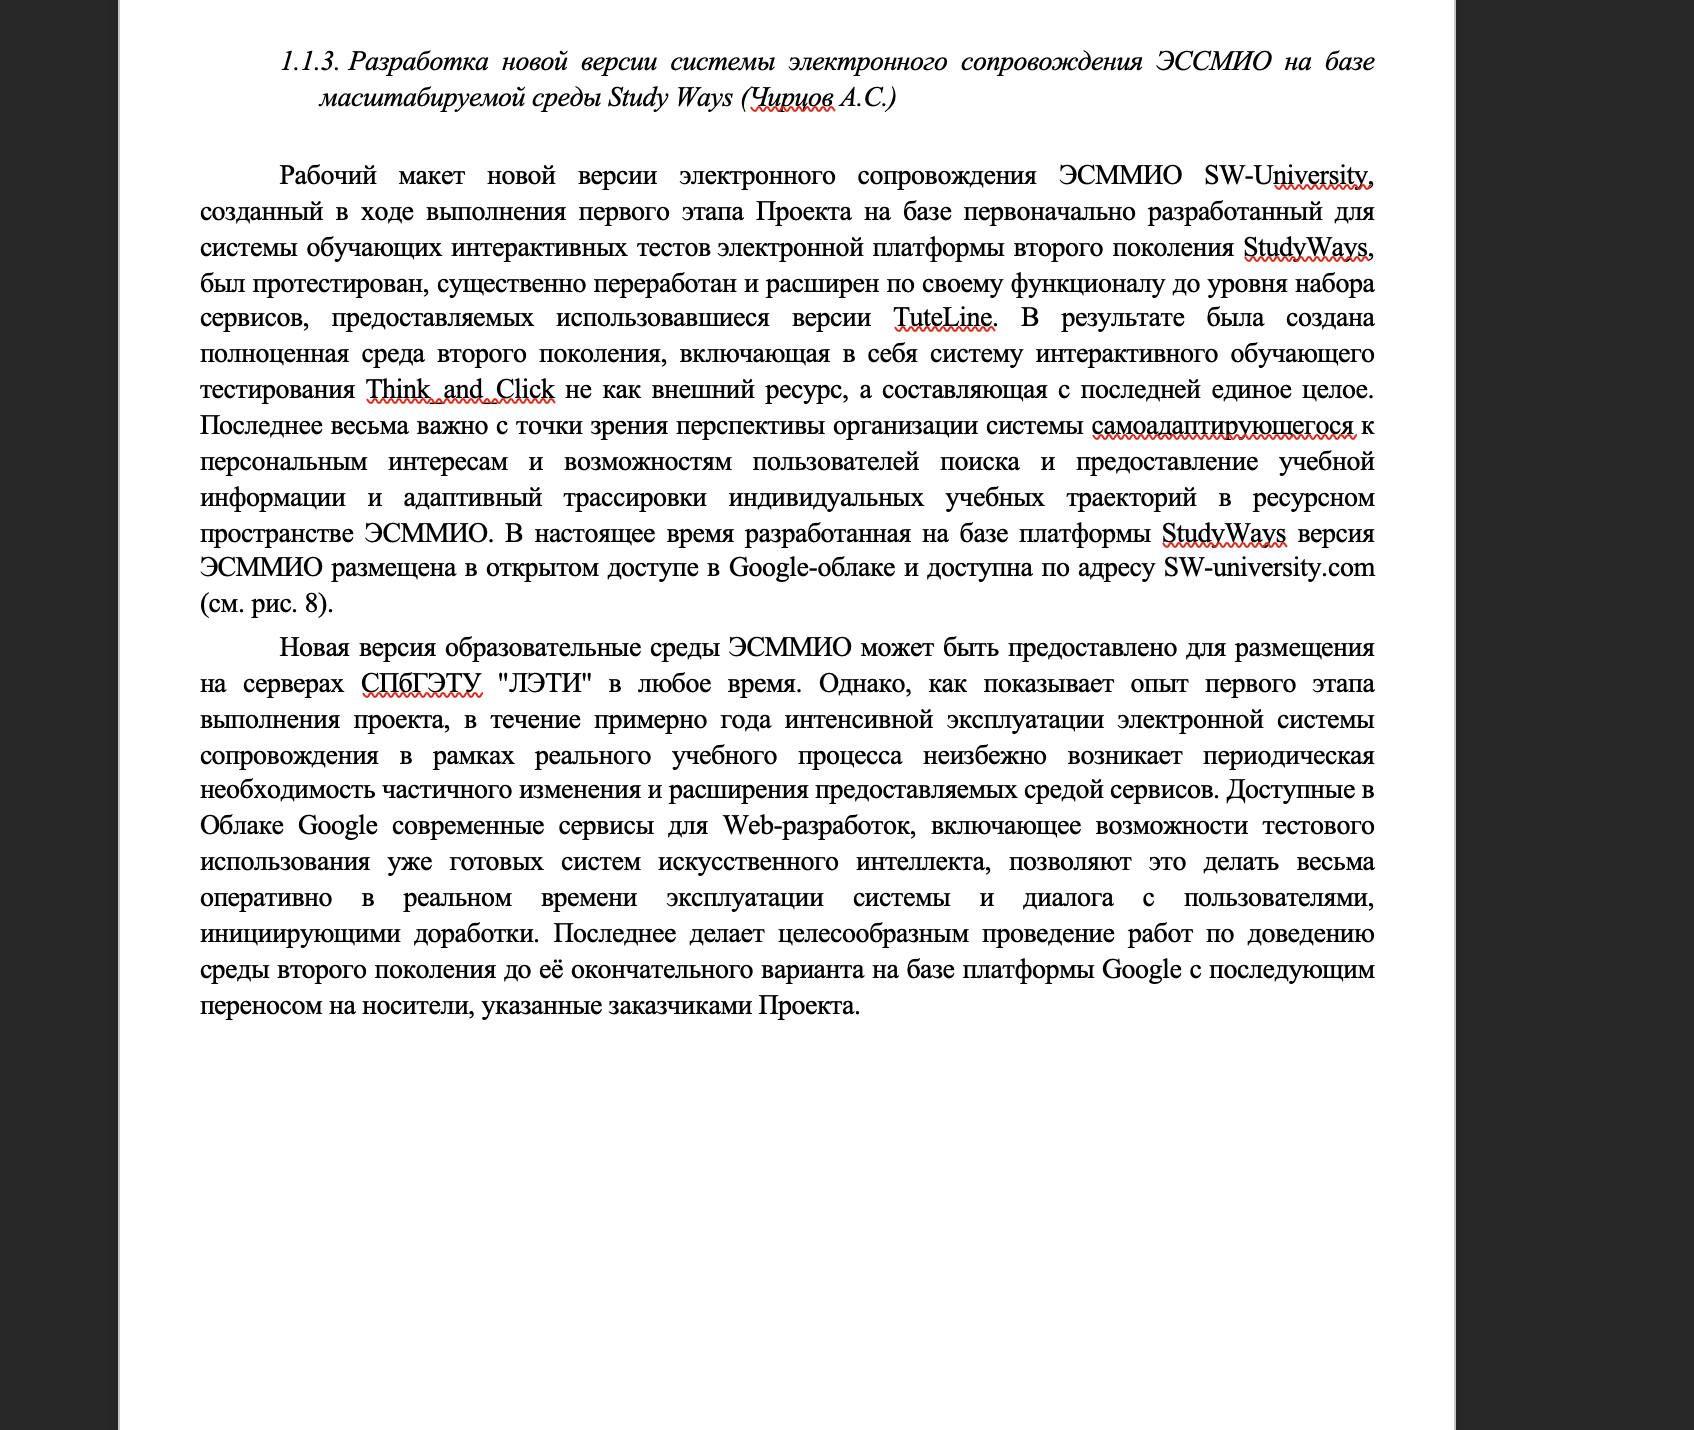 1.1.3. Разработка новой версии системы электронного сопровождения ЭССМИО на базе
масштабируемой среды Study Ways (Чирцов А.С.)
Рабочий макет новой версии электронного сопровождения ЭСММИО SW-University,
созданный в ходе выполнения первого этапа Проекта на базе первоначально разработанный для
системы обучающих интерактивных тестов электронной платформы второго поколения StudyWays,
был протестирован, существенно переработан и расширен по своему функционалу до уровня набора
сервисов, предоставляемых использовавшиеся версии TuteLine. В результате была создана
полноценная среда второго поколения, включающая в себя систему интерактивного обучающего
тестирования Think_and_Click не как внешний ресурс, а составляющая с последней единое целое.
Последнее весьма важно с точки зрения перспективы организации системы самоадаптирующегося к
персональным интересам и возможностям пользователей поиска и предоставление учебной
информации и адаптивный трассировки индивидуальных учебных траекторий в ресурсном
пространстве ЭСММИО. В настоящее время разработанная на базе платформы StudyWays версия
ЭСММИО размещена в открытом доступе в Google-облаке и доступна по адресу SW-university.com
(см. рис. 8).
Новая версия образовательные среды ЭСММИО может быть предоставлено для размещения
на серверах СПбГЭТУ "ЛЭТИ" в любое время. Однако, как показывает опыт первого этапа
выполнения проекта, в течение примерно года интенсивной эксплуатации электронной системы
сопровождения в рамках реального учебного процесса неизбежно возникает периодическая
необходимость частичного изменения и расширения предоставляемых средой сервисов. Доступные в
Облаке Google современные сервисы для Web-разработок, включающее возможности тестового
использования уже готовых систем искусственного интеллекта, позволяют это делать весьма
оперативно в реальном времени эксплуатации системы и диалога с пользователями,
инициирующими доработки. Последнее делает целесообразным проведение работ по доведению
среды второго поколения до её окончательного варианта на базе платформы Google с последующим
переносом на носители, указанные заказчиками Проекта.